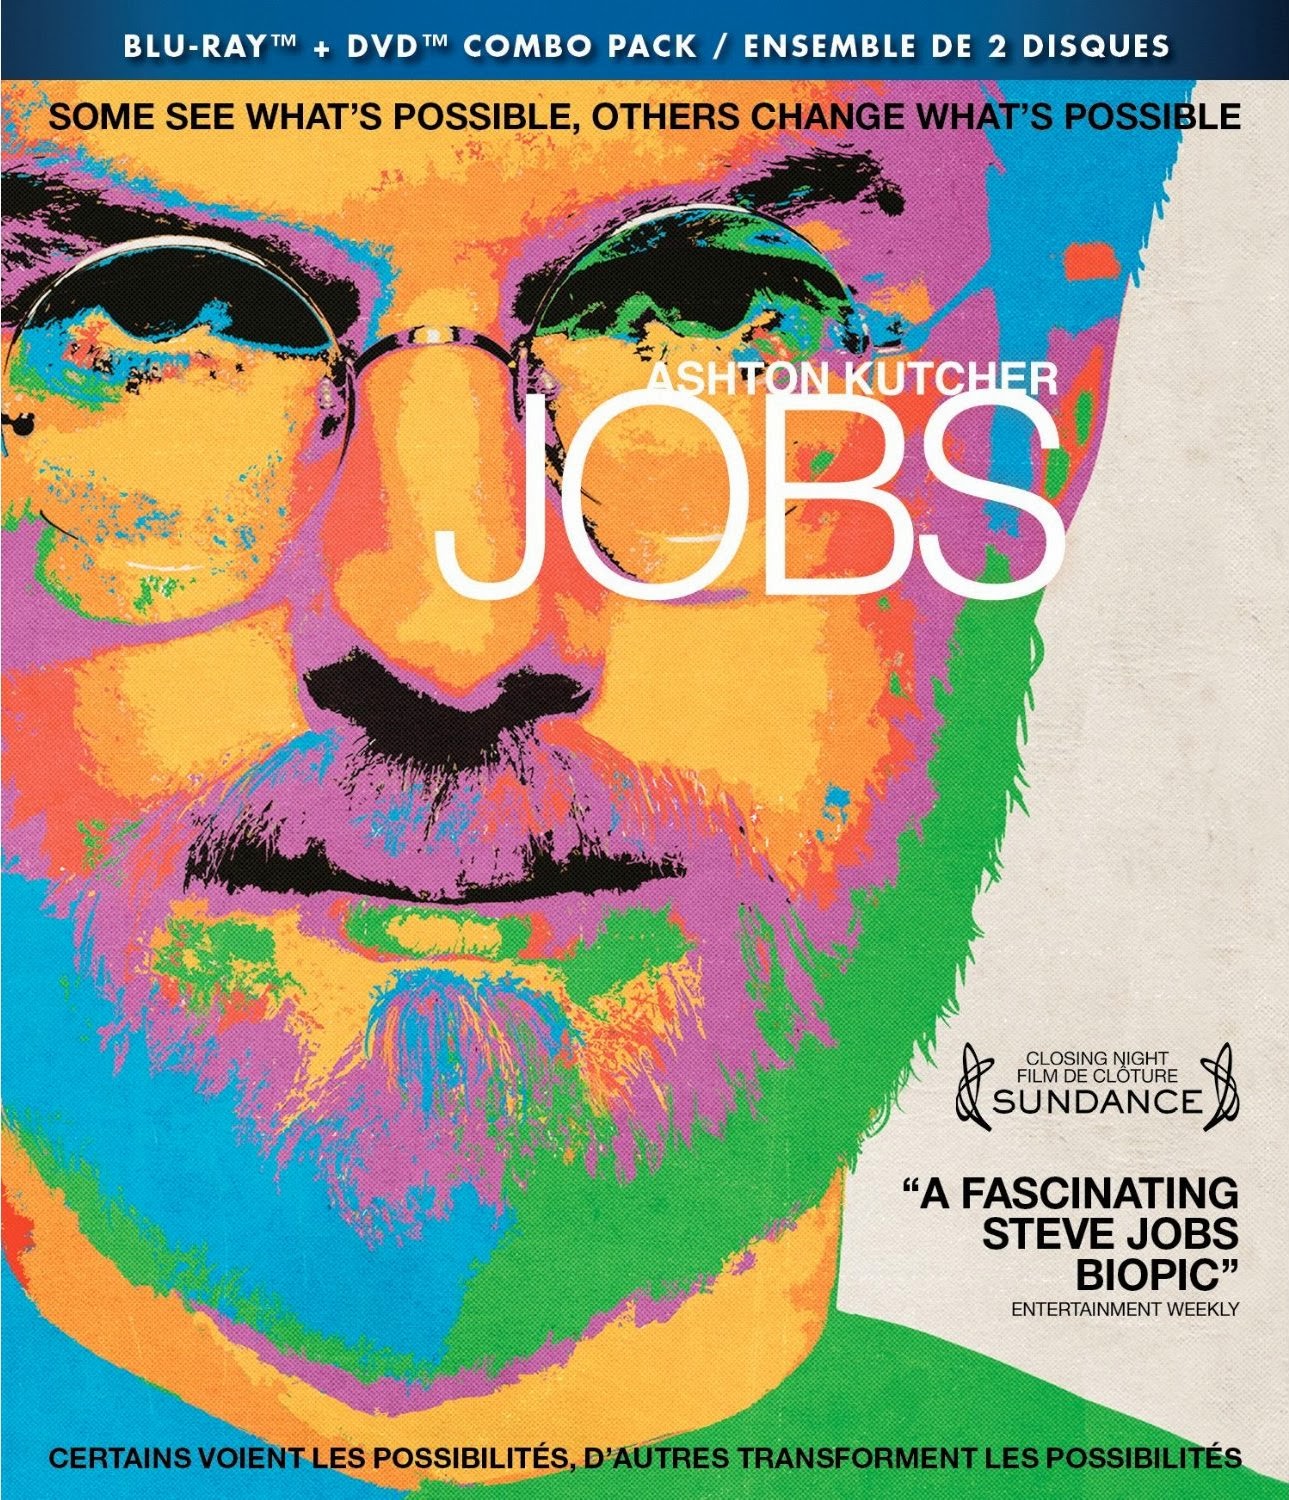 BLU-RAY™ + DVD™ COMBO PACK / ENSEMBLE DE 2 DISQUES
SOME SEE WHAT'S POSSIBLE, OTHERS CHANGE WHAT'S POSSIBLE
ASHTON KUTCHER
JOBS
CLOSING NIGHT
FILM DE CLÔTURE
SUNDANCE
“A FASCINATING
STEVE JOBS
BIOPIC”
ENTERTAINMENT WEEKLY
CERTAINS VOIENT LES POSSIBILITÉS, D'AUTRES TRANSFORMENT LES POSSIBILITÉS